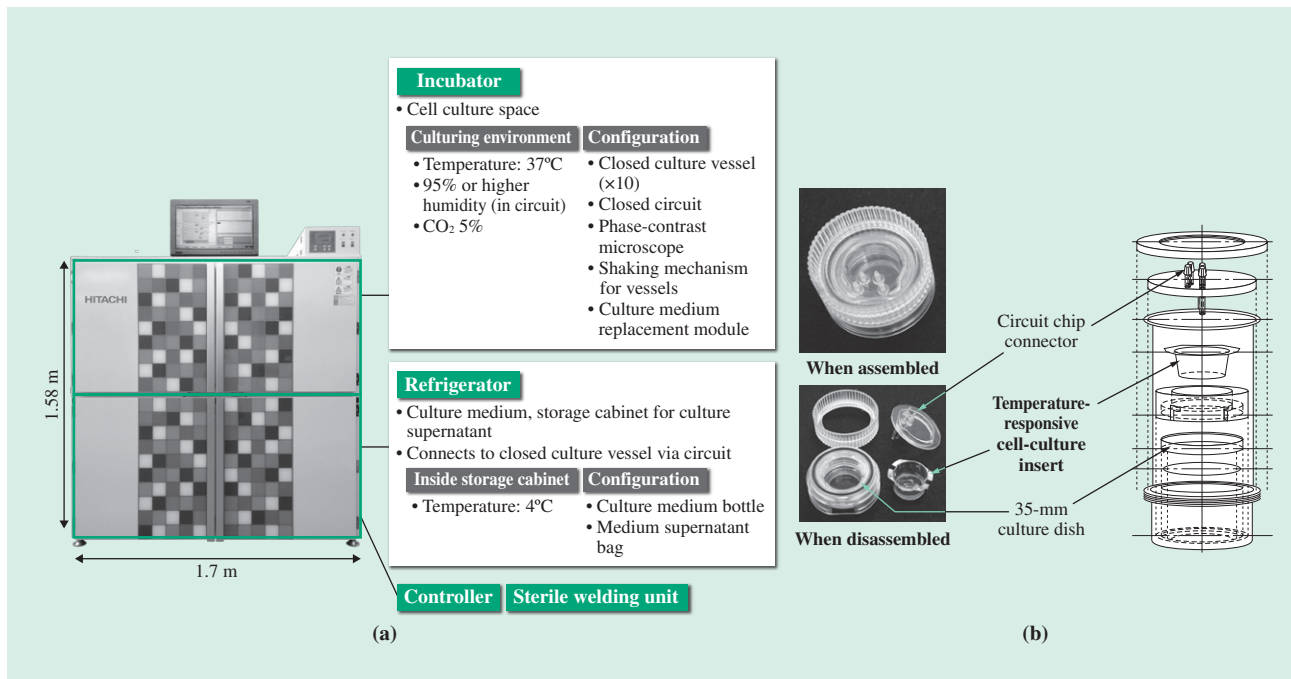 HITACHI
1.58 m
1.7 m
Incubator
• Cell culture space
Culturing environment
• Temperature: 37ºC
• 95% or higher
humidity (in circuit)
• CO₂ 5%
Configuration
• Closed culture vessel
(×10)
• Closed circuit
• Phase-contrast
microscope
• Shaking mechanism
for vessels
• Culture medium
replacement module
Refrigerator
• Culture medium, storage cabinet for culture
supernatant
• Connects to closed culture vessel via circuit
Inside storage cabinet
• Temperature: 4ºC
Configuration
• Culture medium bottle
• Medium supernatant
bag
Controller
Sterile welding unit
(a)
When assembled
When disassembled
Circuit chip
connector
Temperature-
responsive
cell-culture
insert
35-mm
culture dish
(b)